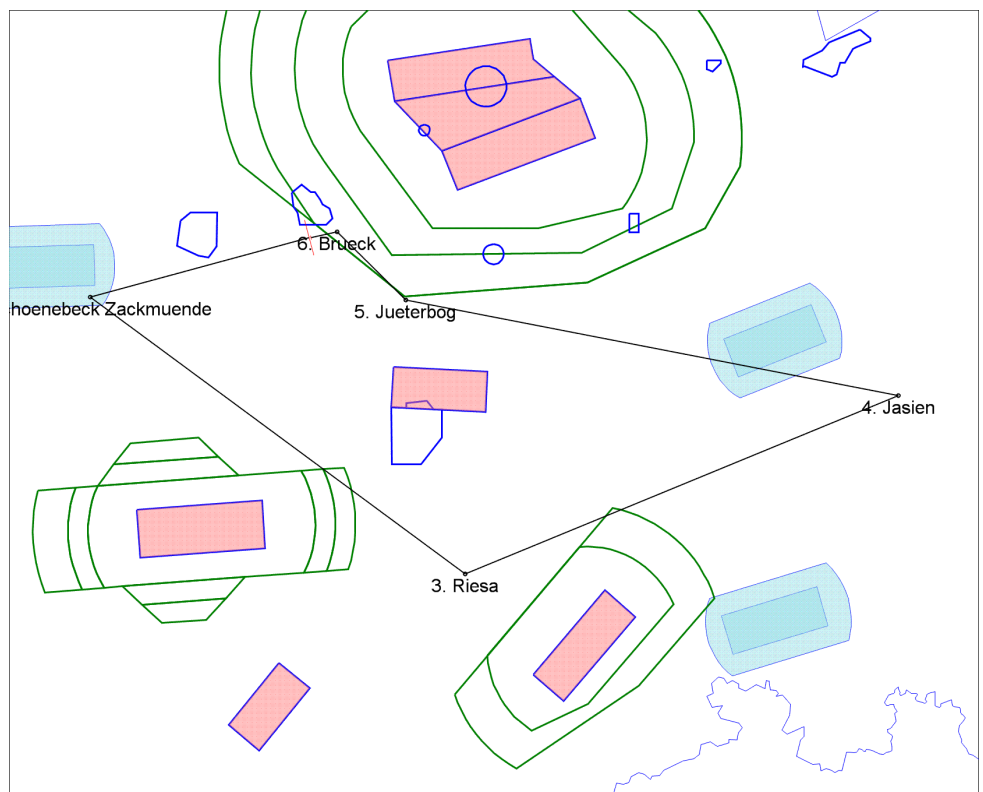 6. Brueck
hoenebeck Zackmuende
5. Jueterbog
4. Jasien
3. Riesa